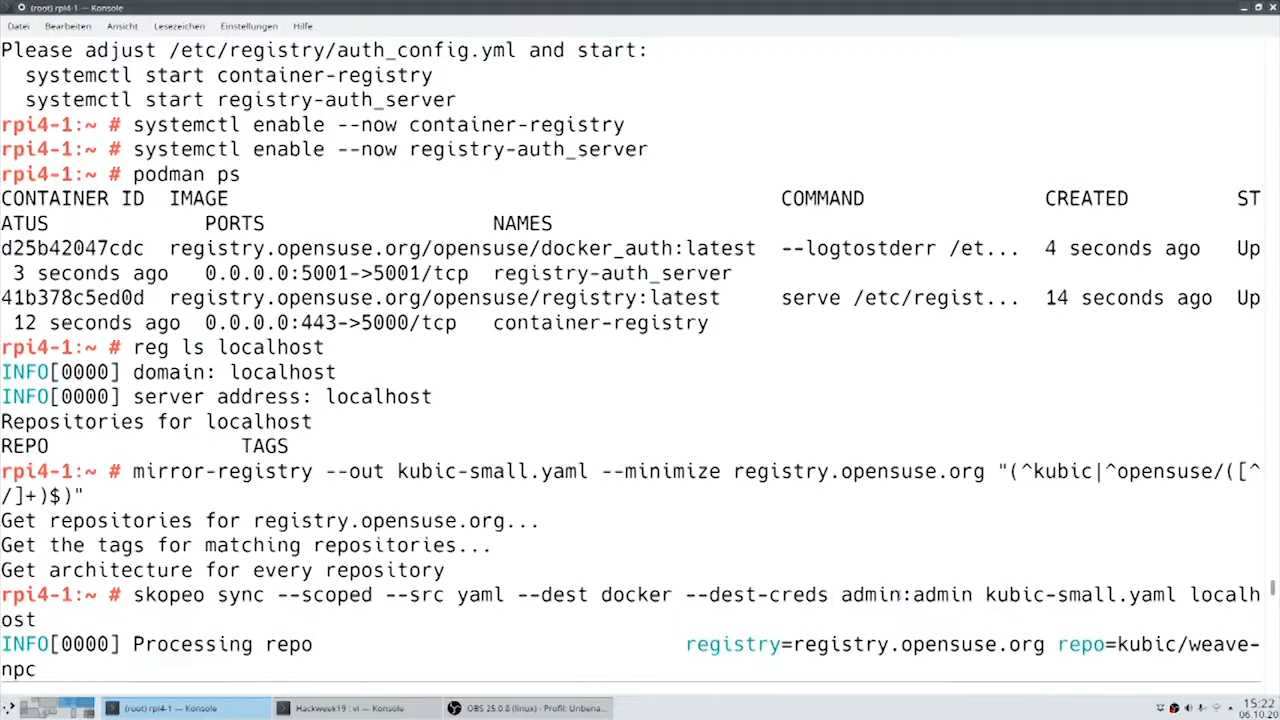 (root) rpi4-1 — Konsole
Datei Bearbeiten Ansicht Lesezeichen Einstellungen Hilfe
Please adjust /etc/registry/auth_config.yml and start:
  systemctl start container-registry
  systemctl start registry-auth_server
rpi4-1:~ # systemctl enable --now container-registry
rpi4-1:~ # systemctl enable --now registry-auth_server
rpi4-1:~ # podman ps
CONTAINER ID  IMAGE                                              COMMAND               CREATED         ST
ATUS             PORTS                   NAMES
d25b42047cdc  registry.opensuse.org/opensuse/docker_auth:latest  --logtostderr /et...  4 seconds ago   Up
 3 seconds ago   0.0.0.0:5001->5001/tcp  registry-auth_server
41b378c5ed0d  registry.opensuse.org/opensuse/registry:latest     serve /etc/regist...  14 seconds ago  Up
 12 seconds ago  0.0.0.0:443->5000/tcp   container-registry
rpi4-1:~ # reg ls localhost
INFO[0000] domain: localhost
INFO[0000] server address: localhost
Repositories for localhost
REPO                TAGS
rpi4-1:~ # mirror-registry --out kubic-small.yaml --minimize registry.opensuse.org "(^kubic|^opensuse/([^
/]+)$)"
Get repositories for registry.opensuse.org...
Get the tags for matching repositories...
Get architecture for every repository
rpi4-1:~ # skopeo sync --scoped --src yaml --dest docker --dest-creds admin:admin kubic-small.yaml localh
ost
INFO[0000] Processing repo                               registry=registry.opensuse.org repo=kubic/weave-
npc
(root) rpi4-1 — Konsole Hackweek19 : vi — Konsole OBS 25.0.8 (linux) - Profil: Unbena... 15:22
06.10.20